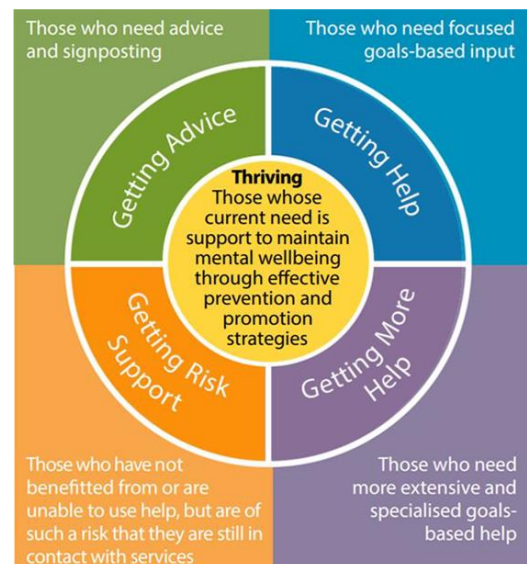 Those who need advice
and signposting
Those who need focused
goals-based input
Getting Advice
Getting Help
Thriving
Those whose
current need is
support to maintain
mental wellbeing
through effective
prevention and
promotion
strategies
Getting Risk
Support
Getting More
Help
Those who have not
benefitted from or are
unable to use help, but are of
such a risk that they are still in
contact with services
Those who need
more extensive and
specialised goals-
based help